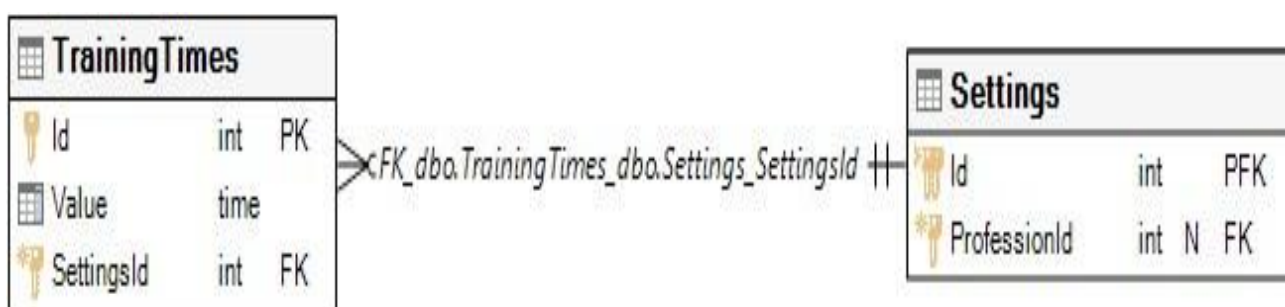 TrainingTimes
Id int PK
Value time
SettingsId int FK
FK_dbo.TrainingTimes_dbo.Settings_SettingsId
Settings
Id int PFK
ProfessionId int N FK